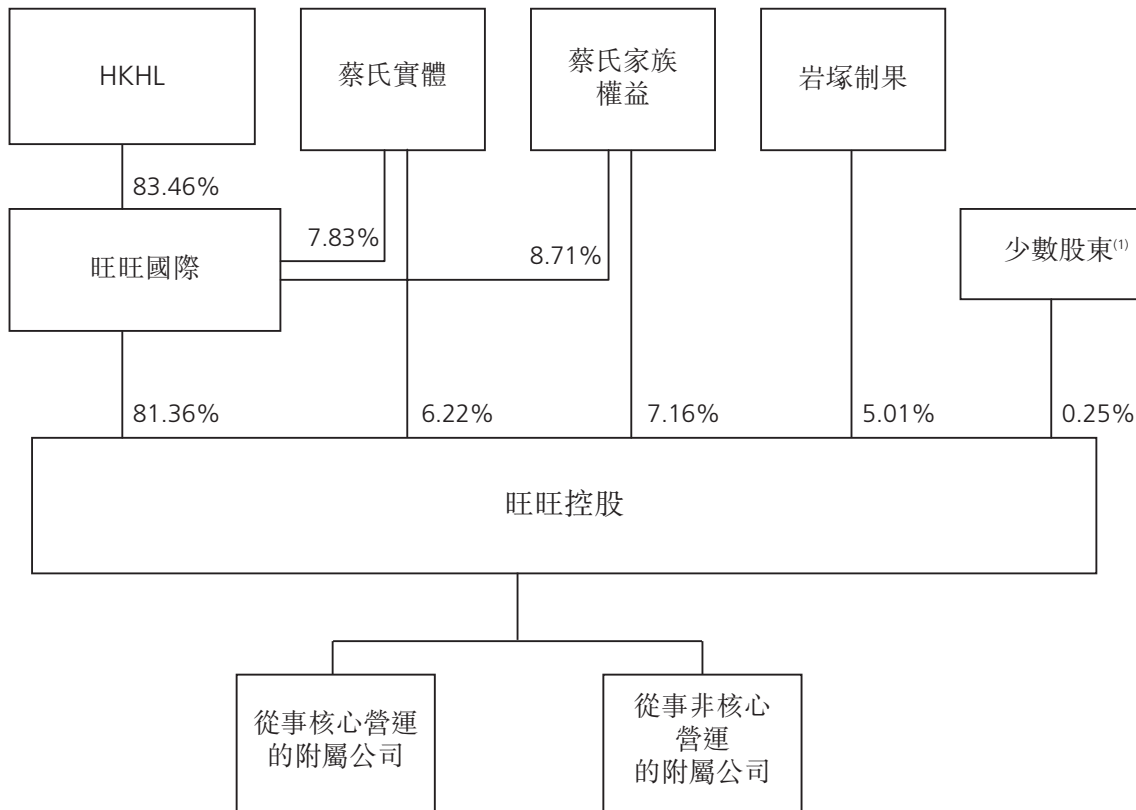 HKHL
蔡氏實體
蔡氏家族
權益
岩塚制果
83.46%
7.83%
8.71%
旺旺國際
少數股東(1)
81.36%
6.22%
7.16%
5.01%
0.25%
旺旺控股
從事核心營運
的附屬公司
從事非核心
營運
的附屬公司